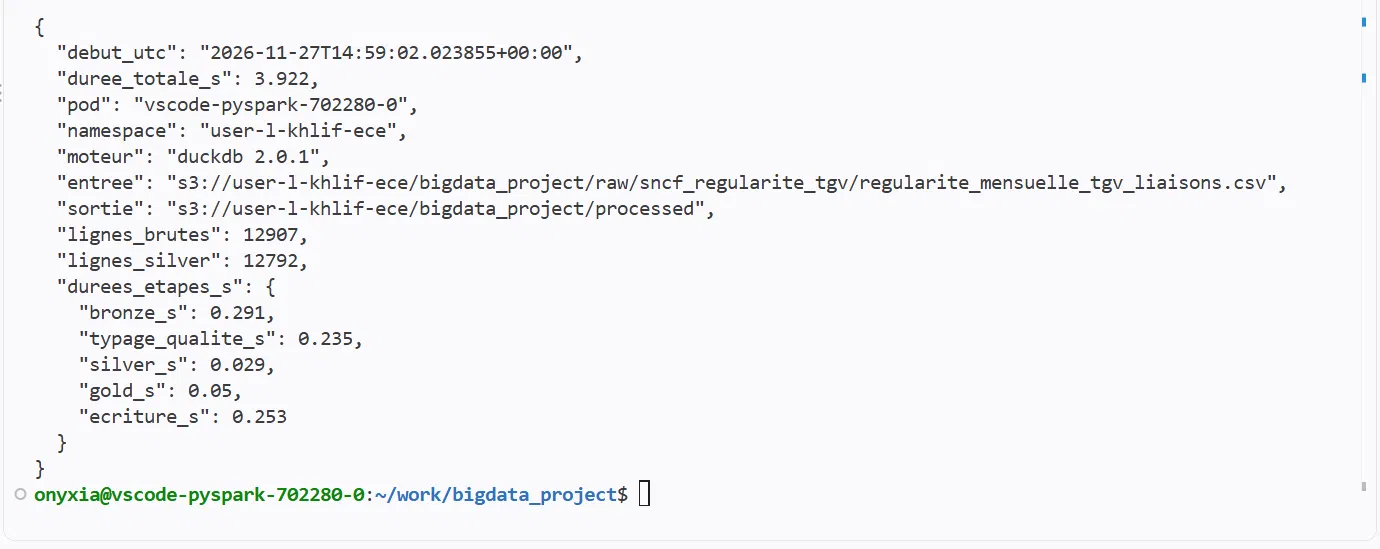 {
  "debut_utc": "2026-11-27T14:59:02.023855+00:00",
  "duree_totale_s": 3.922,
  "pod": "vscode-pyspark-702280-0",
  "namespace": "user-l-khlif-ece",
  "moteur": "duckdb 2.0.1",
  "entree": "s3://user-l-khlif-ece/bigdata_project/raw/sncf_regularite_tgv/regularite_mensuelle_tgv_liaisons.csv",
  "sortie": "s3://user-l-khlif-ece/bigdata_project/processed",
  "lignes_brutes": 12907,
  "lignes_silver": 12792,
  "durees_etapes_s": {
    "bronze_s": 0.291,
    "typage_qualite_s": 0.235,
    "silver_s": 0.029,
    "gold_s": 0.05,
    "ecriture_s": 0.253
  }
}
onyxia@vscode-pyspark-702280-0:~/work/bigdata_project$